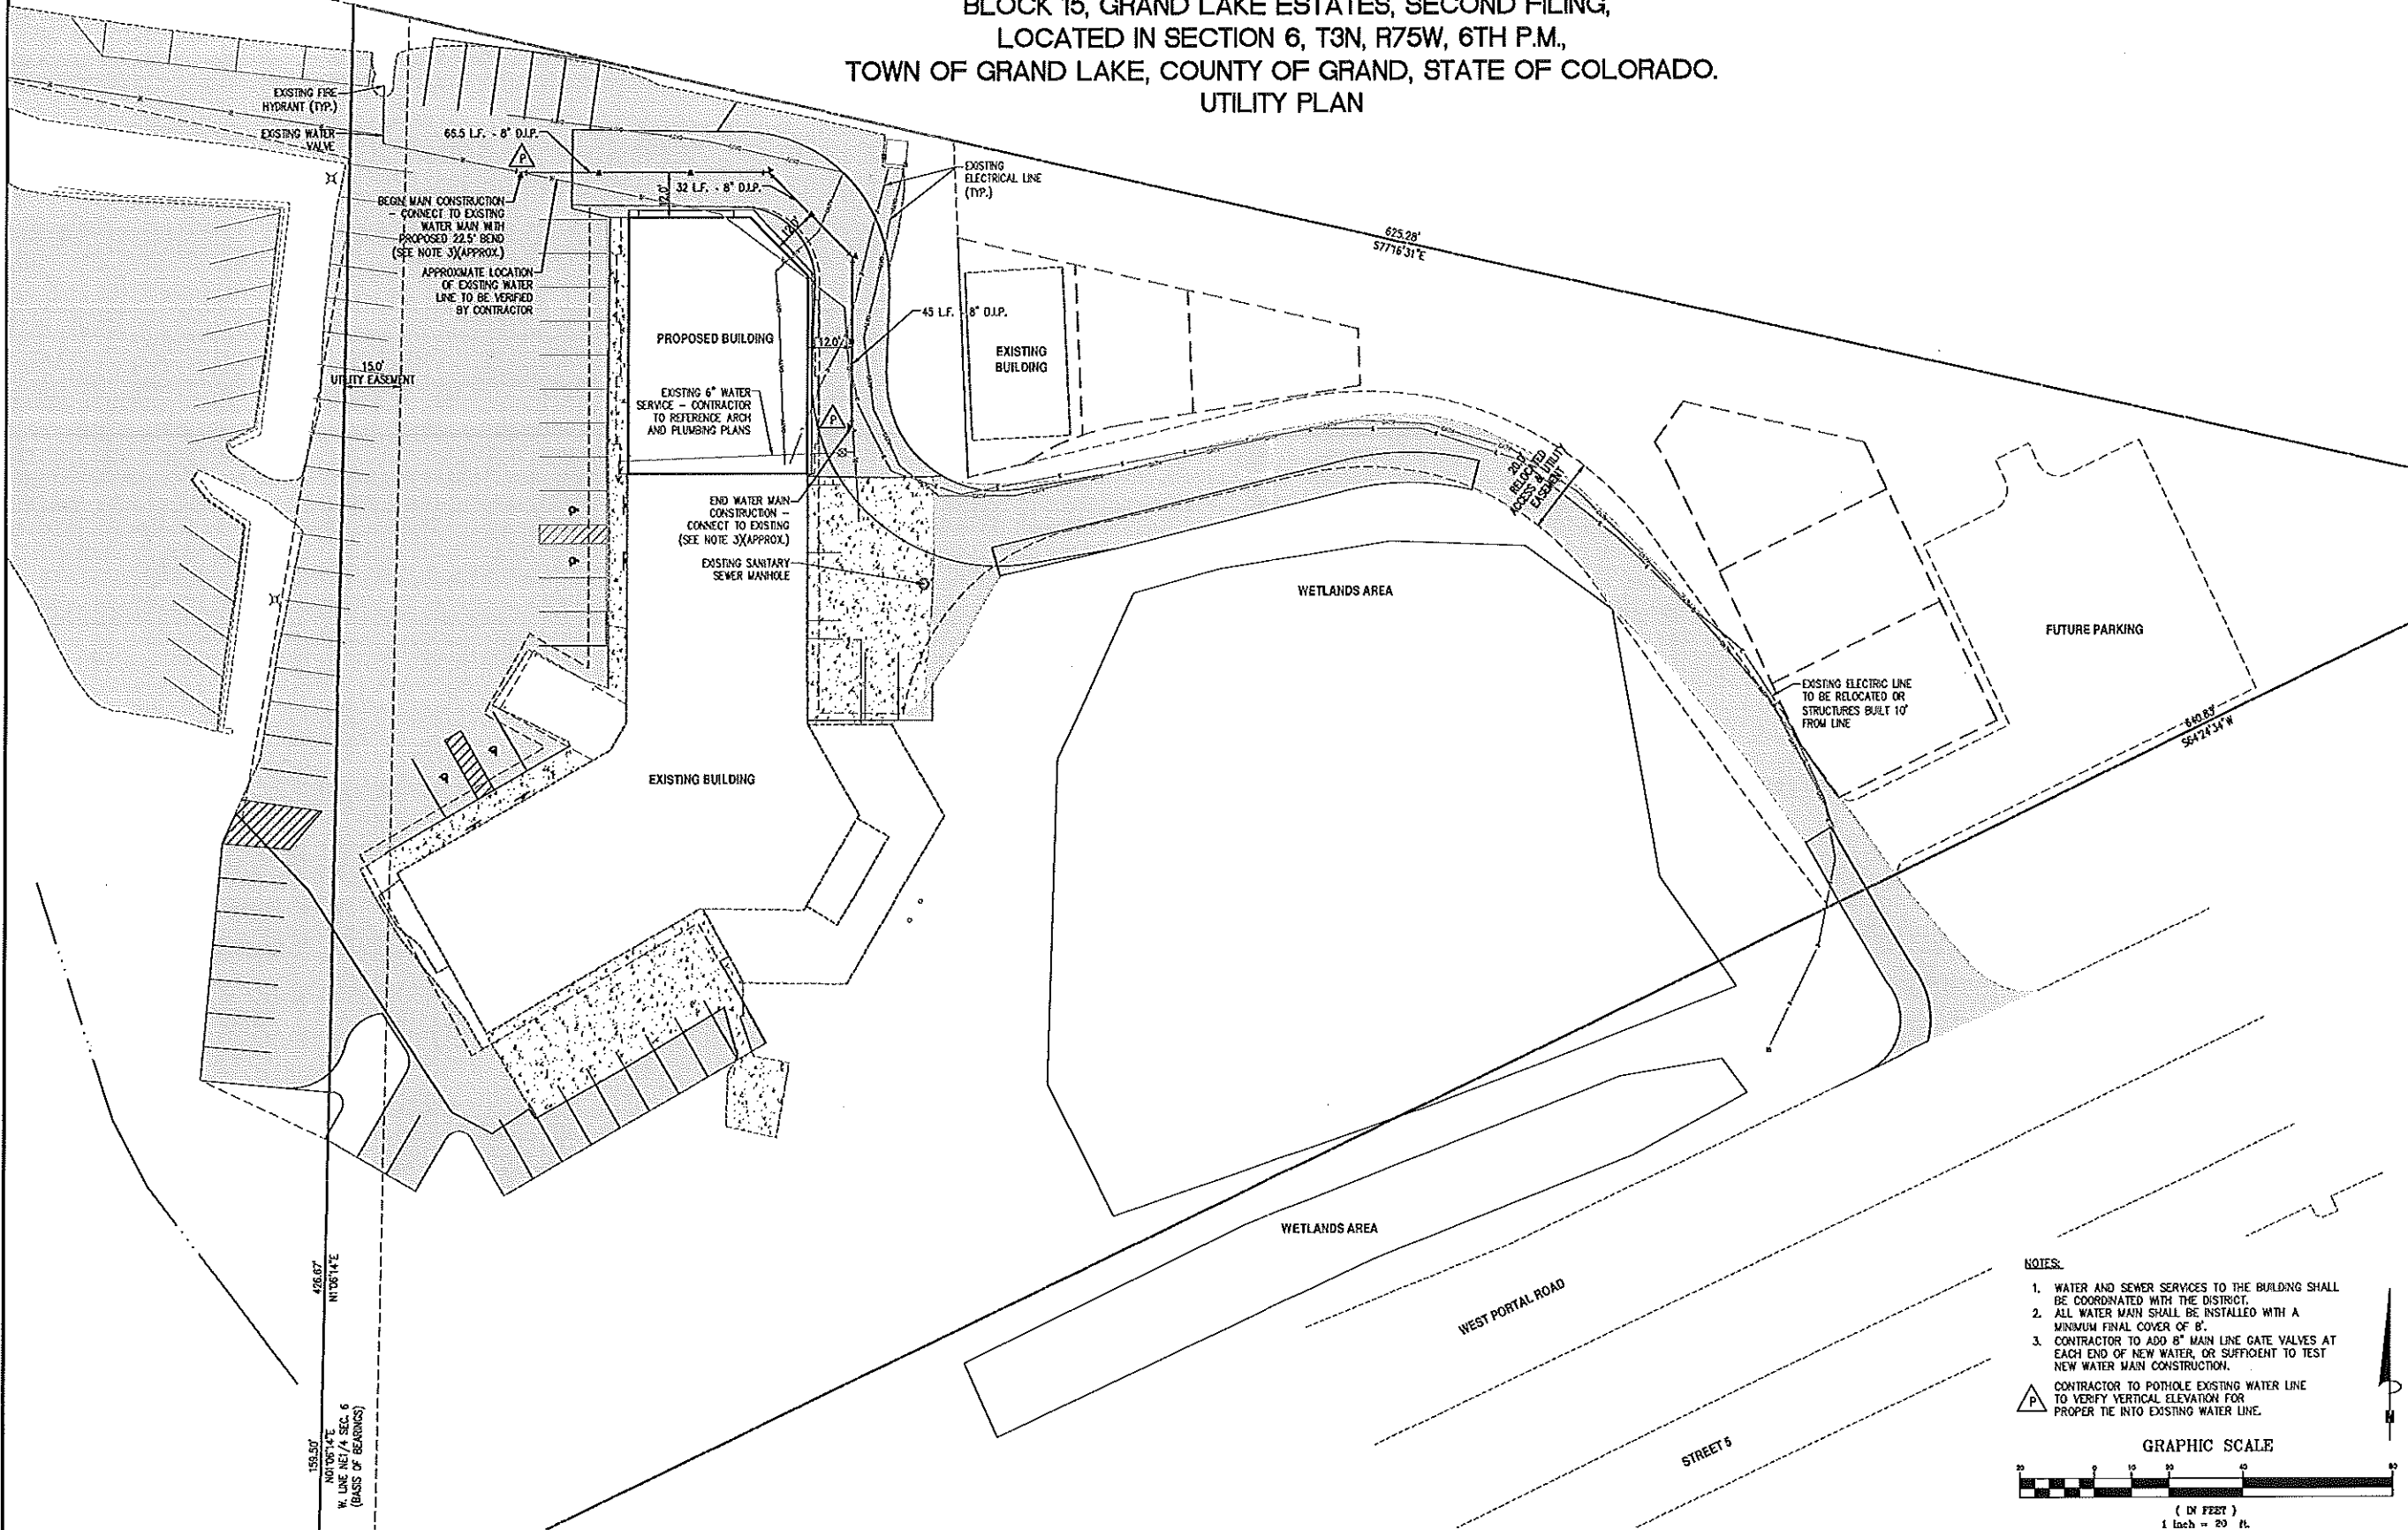 BLOCK 15, GRAND LAKE ESTATES, SECOND FILING,
LOCATED IN SECTION 6, T3N, R75W, 6TH P.M.,
TOWN OF GRAND LAKE, COUNTY OF GRAND, STATE OF COLORADO.
UTILITY PLAN
EXISTING FIRE
HYDRANT (TYP.)
EXISTING WATER
VALVE
65.5 L.F. - 8" D.I.P.
P
BEGIN MAIN CONSTRUCTION
- CONNECT TO EXISTING
WATER MAIN WITH
PROPOSED 22.5° BEND
(SEE NOTE 3)(APPROX.)
APPROXIMATE LOCATION
OF EXISTING WATER
LINE TO BE VERIFIED
BY CONTRACTOR
32 L.F. - 8" D.I.P.
12.0'
12.0'
EXISTING
ELECTRICAL LINE
(TYP.)
625.28'
S77°16'31"E
45 L.F. 8" D.I.P.
PROPOSED BUILDING
12.0'
EXISTING
BUILDING
15.0'
UTILITY EASEMENT
EXISTING 6" WATER
SERVICE - CONTRACTOR
TO REFERENCE ARCH
AND PLUMBING PLANS
P
END WATER MAIN
CONSTRUCTION -
CONNECT TO EXISTING
(SEE NOTE 3)(APPROX.)
EXISTING SANITARY
SEWER MANHOLE
20.0'
RELOCATED
ACCESS & UTILITY
EASEMENT
WETLANDS AREA
FUTURE PARKING
EXISTING ELECTRIC LINE
TO BE RELOCATED OR
STRUCTURES BUILT 10'
FROM LINE
640.83'
S64°24'34"W
EXISTING BUILDING
WETLANDS AREA
WEST PORTAL ROAD
STREET 5
426.67'
N1°06'14"E
159.50'
N01°06'14"E
W. LINE NE1/4 SEC. 6
(BASIS OF BEARINGS)
NOTES:
1. WATER AND SEWER SERVICES TO THE BUILDING SHALL
BE COORDINATED WITH THE DISTRICT.
2. ALL WATER MAIN SHALL BE INSTALLED WITH A
MINIMUM FINAL COVER OF 8'.
3. CONTRACTOR TO ADD 8" MAIN LINE GATE VALVES AT
EACH END OF NEW WATER, OR SUFFICIENT TO TEST
NEW WATER MAIN CONSTRUCTION.
P CONTRACTOR TO POTHOLE EXISTING WATER LINE
TO VERIFY VERTICAL ELEVATION FOR
PROPER TIE INTO EXISTING WATER LINE.
N
GRAPHIC SCALE
20 0 10 20 40 80
( IN FEET )
1 inch = 20 ft.